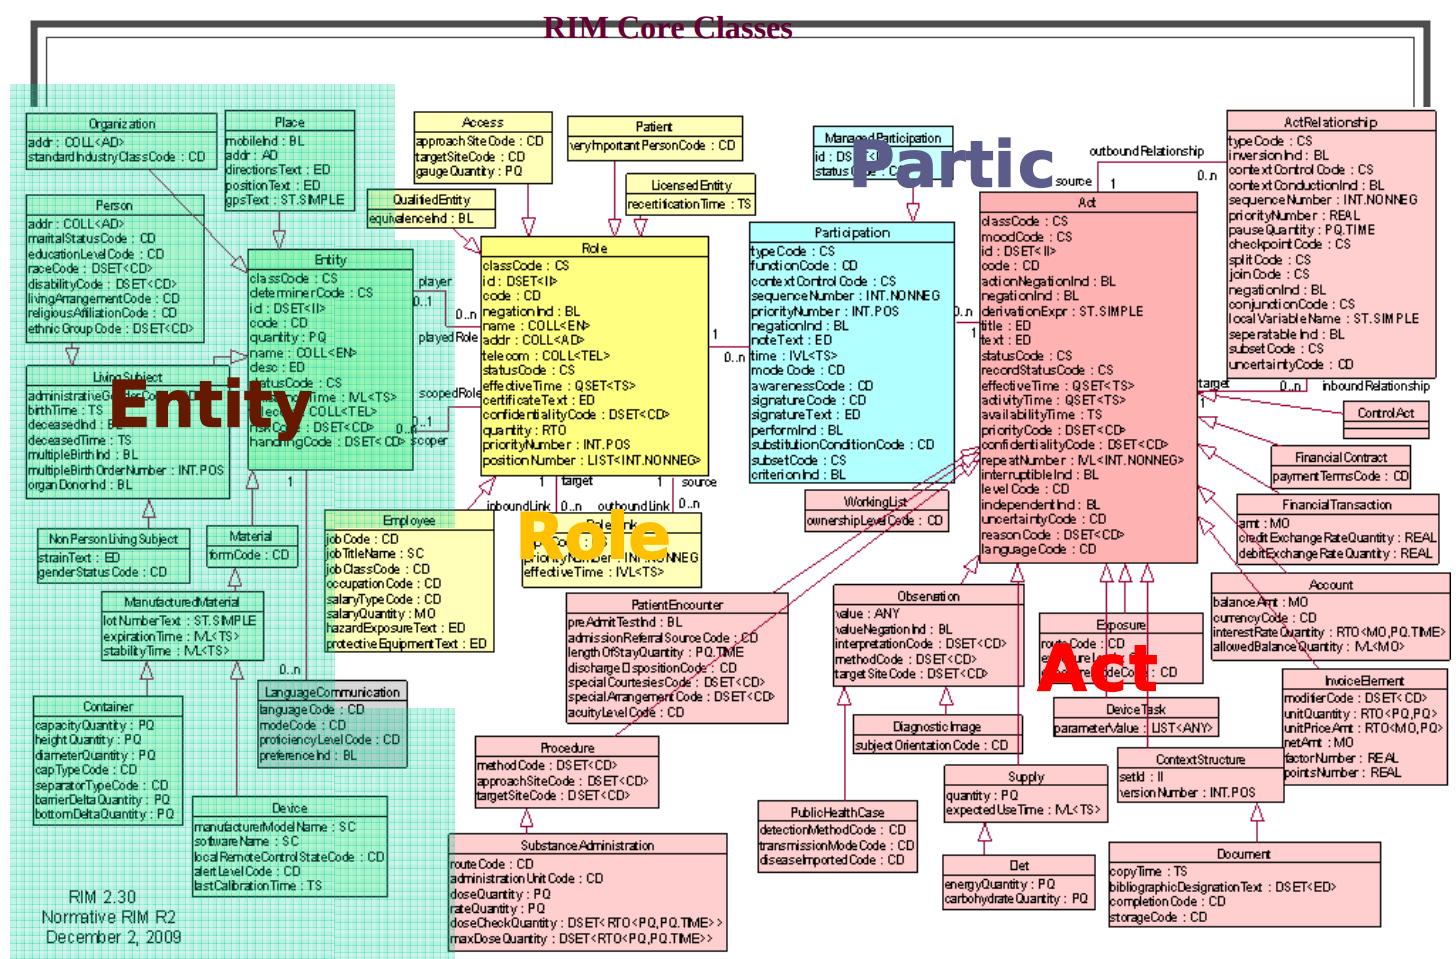 RIM Core Classes
Organization
addr : COLL<AD>
standardIndustryClassCode : CD
Place
mobileInd : BL
addr : AD
directionsText : ED
positionText : ED
gpsText : ST.SIMPLE
Access
approachSiteCode : CD
targetSiteCode : CD
gaugeQuantity : PQ
Patient
veryImportantPersonCode : CD
ManagedParticipation
id : DSET<II>
Partic
outboundRelationship
source
1
0..n
ActRelationship
typeCode : CS
inversionInd : BL
contextControlCode : CS
contextConductionInd : BL
sequenceNumber : INT.NONNEG
priorityNumber : REAL
pauseQuantity : PQ.TIME
checkpointCode : CS
splitCode : CS
joinCode : CS
negationInd : BL
conjunctionCode : CS
localVariableName : ST.SIMPLE
seperatableInd : BL
subsetCode : CS
uncertaintyCode : CD
Person
addr : COLL<AD>
maritalStatusCode : CD
educationLevelCode : CD
raceCode : DSET<CD>
disabilityCode : DSET<CD>
livingArrangementCode : CD
religiousAffiliationCode : CD
ethnicGroupCode : DSET<CD>
QualifiedEntity
equivalenceInd : BL
LicensedEntity
recertificationTime : TS
Entity
classCode : CS
determinerCode : CS
id : DSET<II>
code : CD
quantity : PQ
name : COLL<EN>
desc : ED
statusCode : CS
: IVL<TS>
: COLL<TEL>
: DSET<CD>
handlingCode : DSET<CD>
player
0..1
0..n
playedRole
scopedRole
0..1
0..n
scoper
Role
classCode : CS
id : DSET<II>
code : CD
negationInd : BL
name : COLL<EN>
addr : COLL<AD>
telecom : COLL<TEL>
statusCode : CS
effectiveTime : QSET<TS>
certificateText : ED
confidentialityCode : DSET<CD>
quantity : RTO
priorityNumber : INT.POS
positionNumber : LIST<INT.NONNEG>
1
0..n
Participation
typeCode : CS
functionCode : CD
contextControlCode : CS
sequenceNumber : INT.NONNEG
priorityNumber : INT.POS
negationInd : BL
noteText : ED
time : IVL<TS>
modeCode : CD
awarenessCode : CD
signatureCode : CD
signatureText : ED
performInd : BL
substitutionConditionCode : CD
subsetCode : CS
criterionInd : BL
0..n
1
Act
classCode : CS
moodCode : CS
id : DSET<II>
code : CD
actionNegationInd : BL
negationInd : BL
derivationExpr : ST.SIMPLE
title : ED
text : ED
statusCode : CS
recordStatusCode : CS
effectiveTime : QSET<TS>
activityTime : QSET<TS>
availabilityTime : TS
priorityCode : DSET<CD>
confidentialityCode : DSET<CD>
repeatNumber : IVL<INT.NONNEG>
interruptibleInd : BL
levelCode : CD
independentInd : BL
uncertaintyCode : CD
reasonCode : DSET<CD>
languageCode : CD
target
1
0..n
inboundRelationship
LivingSubject
birthTime : TS
deceasedInd : BL
deceasedTime : TS
multipleBirthInd : BL
multipleBirthOrderNumber : INT.POS
organDonorInd : BL
Entity
ControlAct
FinancialContract
paymentTermsCode : CD
FinancialTransaction
amt : MO
creditExchangeRateQuantity : REAL
debitExchangeRateQuantity : REAL
1
target
1
source
inboundLink
0..n
outboundLink
0..n
Role
effectiveTime : IVL<TS>
WorkingList
ownershipLevelCode : CD
Employee
jobCode : CD
jobTitleName : SC
jobClassCode : CD
occupationCode : CD
salaryTypeCode : CD
salaryQuantity : MO
hazardExposureText : ED
protectiveEquipmentText : ED
NonPersonLivingSubject
strainText : ED
genderStatusCode : CD
1
Material
formCode : CD
ManufacturedMaterial
lotNumberText : ST.SIMPLE
expirationTime : IVL<TS>
stabilityTime : IVL<TS>
0..n
PatientEncounter
preAdmitTestInd : BL
admissionReferralSourceCode : CD
lengthOfStayQuantity : PQ.TIME
dischargeDispositionCode : CD
specialCourtesiesCode : DSET<CD>
specialArrangementCode : DSET<CD>
acuityLevelCode : CD
Observation
value : ANY
valueNegationInd : BL
interpretationCode : DSET<CD>
methodCode : DSET<CD>
targetSiteCode : DSET<CD>
Exposure
routeCode : CD
Act
Account
balanceAmt : MO
currencyCode : CD
interestRateQuantity : RTO<MO,PQ.TIME>
allowedBalanceQuantity : IVL<MO>
InvoiceElement
modifierCode : DSET<CD>
unitQuantity : RTO<PQ,PQ>
unitPriceAmt : RTO<MO,PQ>
netAmt : MO
factorNumber : REAL
pointsNumber : REAL
Container
capacityQuantity : PQ
heightQuantity : PQ
diameterQuantity : PQ
capTypeCode : CD
separatorTypeCode : CD
barrierDeltaQuantity : PQ
bottomDeltaQuantity : PQ
LanguageCommunication
languageCode : CD
modeCode : CD
proficiencyLevelCode : CD
preferenceInd : BL
DiagnosticImage
subjectOrientationCode : CD
DeviceTask
parameterValue : LIST<ANY>
Procedure
methodCode : DSET<CD>
approachSiteCode : DSET<CD>
targetSiteCode : DSET<CD>
Supply
quantity : PQ
expectedUseTime : IVL<TS>
ContextStructure
setId : II
versionNumber : INT.POS
Device
manufacturerModelName : SC
softwareName : SC
localRemoteControlStateCode : CD
alertLevelCode : CD
lastCalibrationTime : TS
PublicHealthCase
detectionMethodCode : CD
transmissionModeCode : CD
diseaseImportedCode : CD
SubstanceAdministration
routeCode : CD
administrationUnitCode : CD
doseQuantity : PQ
rateQuantity : PQ
doseCheckQuantity : DSET<RTO<PQ,PQ.TIME>>
maxDoseQuantity : DSET<RTO<PQ,PQ.TIME>>
Diet
energyQuantity : PQ
carbohydrateQuantity : PQ
Document
copyTime : TS
bibliographicDesignationText : DSET<ED>
completionCode : CD
storageCode : CD
RIM 2.30
Normative RIM R2
December 2, 2009